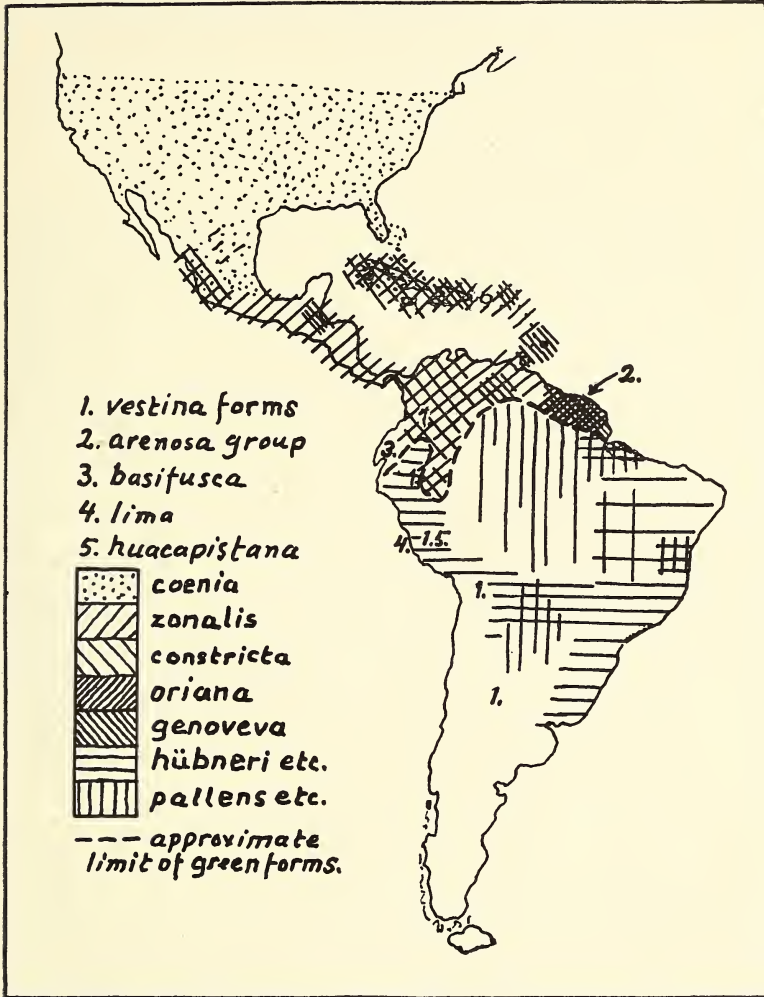 6
2.
1.
3.
1
4.-1.5.
1.
1.
1. vestina forms
2. arenosa group
3. basifusca
4. lima
5. huacapistana
coenia
zonalis
constricta
oriana
genoveva
hübneri etc.
pallens etc.
--- approximate
limit of green forms.